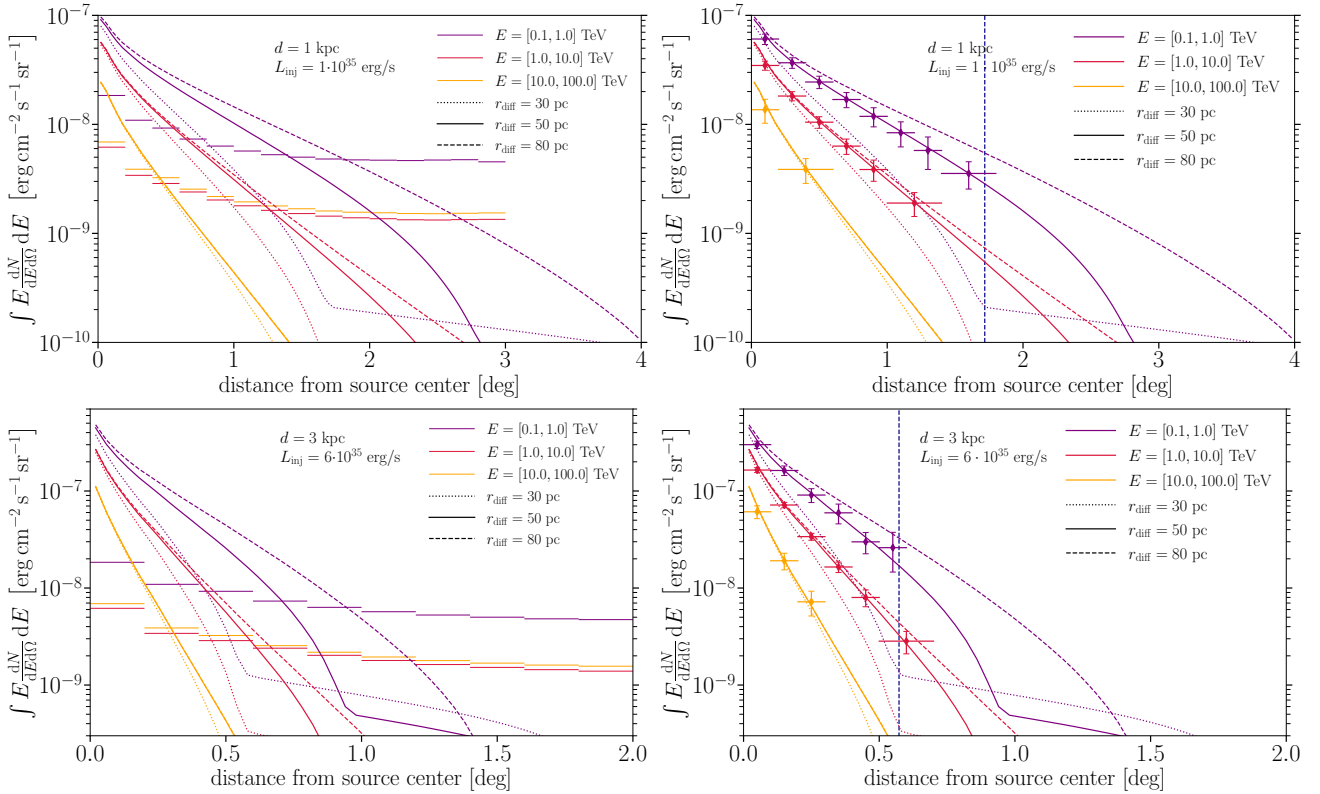 ∫ E dN/dEdΩ dE [erg cm⁻² s⁻¹ sr⁻¹]
10⁻⁷
10⁻⁸
10⁻⁹
10⁻¹⁰
d = 1 kpc
L_inj = 1·10³⁵ erg/s
E = [0.1, 1.0] TeV
E = [1.0, 10.0] TeV
E = [10.0, 100.0] TeV
r_diff = 30 pc
r_diff = 50 pc
r_diff = 80 pc
0 1 2 3 4
distance from source center [deg]
∫ E dN/dEdΩ dE [erg cm⁻² s⁻¹ sr⁻¹]
10⁻⁷
10⁻⁸
10⁻⁹
10⁻¹⁰
d = 1 kpc
L_inj = 1 · 10³⁵ erg/s
E = [0.1, 1.0] TeV
E = [1.0, 10.0] TeV
E = [10.0, 100.0] TeV
r_diff = 30 pc
r_diff = 50 pc
r_diff = 80 pc
0 1 2 3 4
distance from source center [deg]
∫ E dN/dEdΩ dE [erg cm⁻² s⁻¹ sr⁻¹]
10⁻⁷
10⁻⁸
10⁻⁹
d = 3 kpc
L_inj = 6·10³⁵ erg/s
E = [0.1, 1.0] TeV
E = [1.0, 10.0] TeV
E = [10.0, 100.0] TeV
r_diff = 30 pc
r_diff = 50 pc
r_diff = 80 pc
0.0 0.5 1.0 1.5 2.0
distance from source center [deg]
∫ E dN/dEdΩ dE [erg cm⁻² s⁻¹ sr⁻¹]
10⁻⁷
10⁻⁸
10⁻⁹
d = 3 kpc
L_inj = 6 · 10³⁵ erg/s
E = [0.1, 1.0] TeV
E = [1.0, 10.0] TeV
E = [10.0, 100.0] TeV
r_diff = 30 pc
r_diff = 50 pc
r_diff = 80 pc
0.0 0.5 1.0 1.5 2.0
distance from source center [deg]